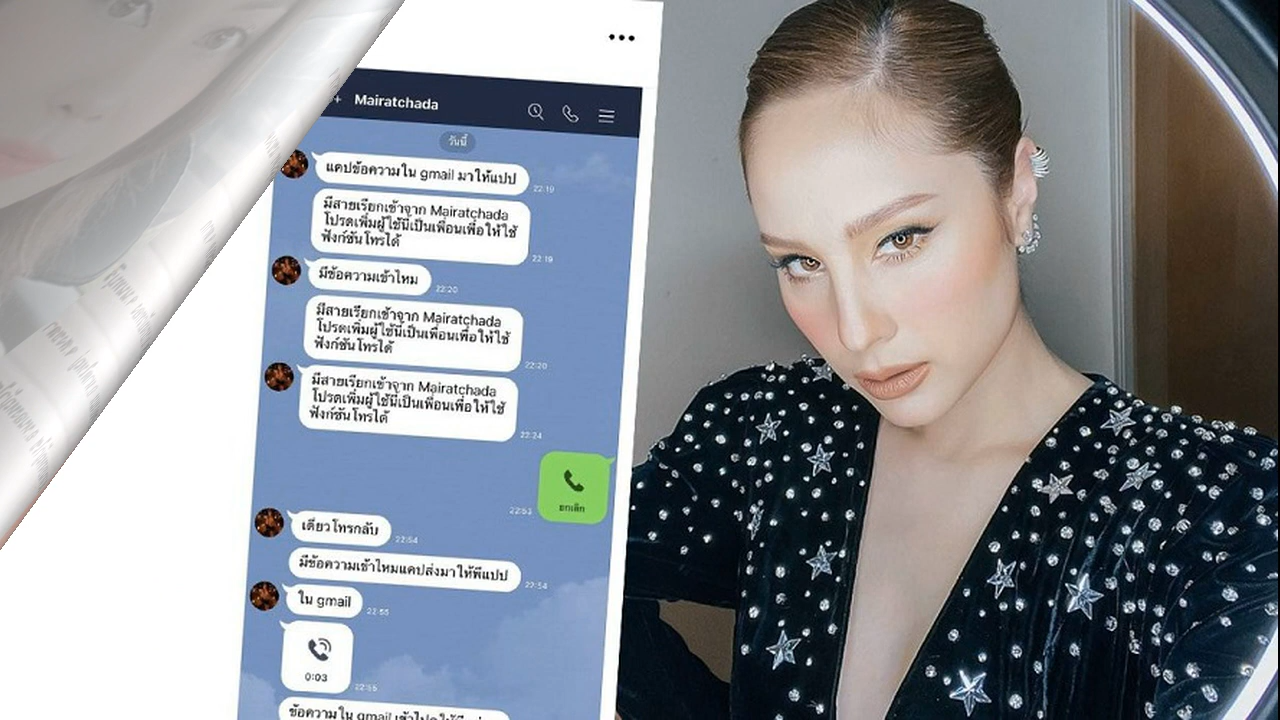 Mairatchada
วันนี้
แคปข้อความใน gmail มาให้แปป
22:19
มีสายเรียกเข้าจาก Mairatchada
โปรดเพิ่มผู้ใช้นี้เป็นเพื่อนเพื่อให้ใช้
ฟังก์ชันโทรได้
22:19
มีข้อความเข้าไหม
22:20
มีสายเรียกเข้าจาก Mairatchada
โปรดเพิ่มผู้ใช้นี้เป็นเพื่อนเพื่อให้ใช้
ฟังก์ชันโทรได้
22:20
มีสายเรียกเข้าจาก Mairatchada
โปรดเพิ่มผู้ใช้นี้เป็นเพื่อนเพื่อให้ใช้
ฟังก์ชันโทรได้
22:24
ยกเลิก
22:53
เดี๋ยวโทรกลับ
22:54
มีข้อความเข้าไหมแคปส่งมาให้พี่แปป
22:54
ใน gmail
22:55
0:03
22:55
ข้อความใน gmail